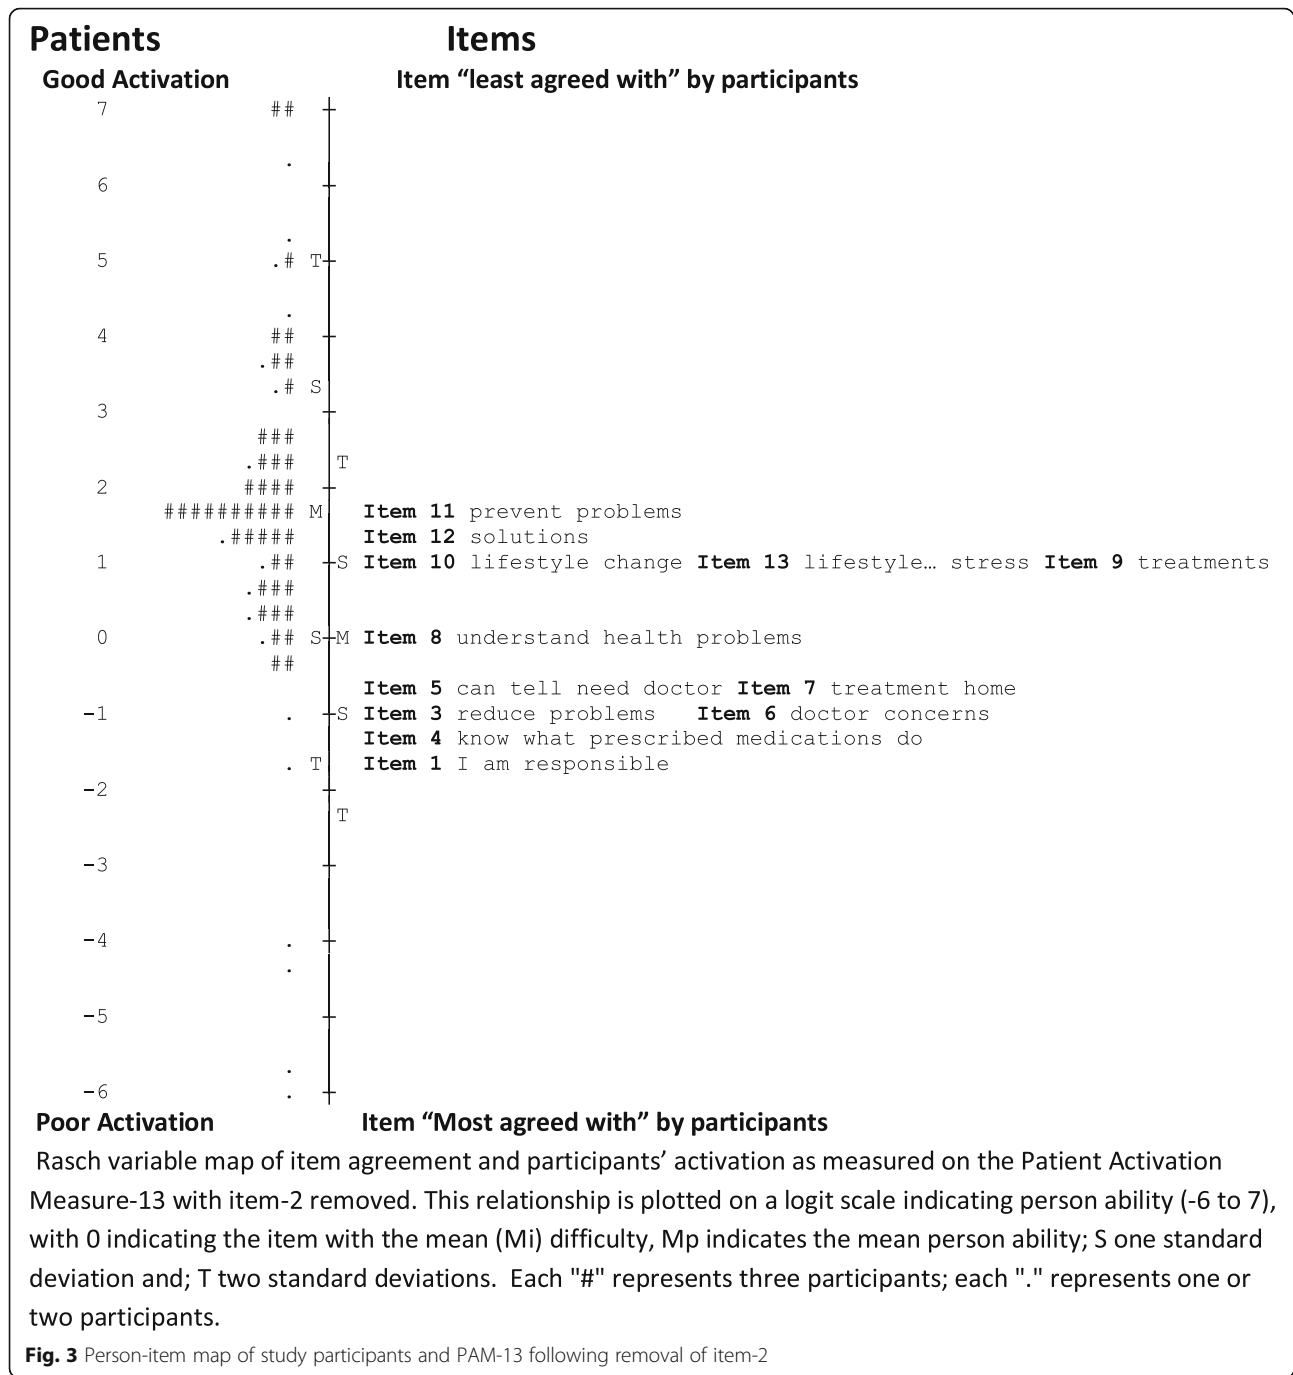 Patients Items
Good Activation Item “least agreed with” by participants
7 ##
.
6
.
5 .# T
.
4 ##
.##
.# S
3
###
.### T
2 ####
########## M Item 11 prevent problems
.##### Item 12 solutions
1 .## S Item 10 lifestyle change Item 13 lifestyle… stress Item 9 treatments
.###
.###
0 .## S M Item 8 understand health problems
##
Item 5 can tell need doctor Item 7 treatment home
-1 . S Item 3 reduce problems Item 6 doctor concerns
Item 4 know what prescribed medications do
. T Item 1 I am responsible
-2
T
-3
-4 .
.
-5
.
-6 .
Poor Activation Item “Most agreed with” by participants
Rasch variable map of item agreement and participants’ activation as measured on the Patient Activation
Measure-13 with item-2 removed. This relationship is plotted on a logit scale indicating person ability (-6 to 7),
with 0 indicating the item with the mean (Mi) difficulty, Mp indicates the mean person ability; S one standard
deviation and; T two standard deviations. Each "#" represents three participants; each "." represents one or
two participants.
Fig. 3 Person-item map of study participants and PAM-13 following removal of item-2